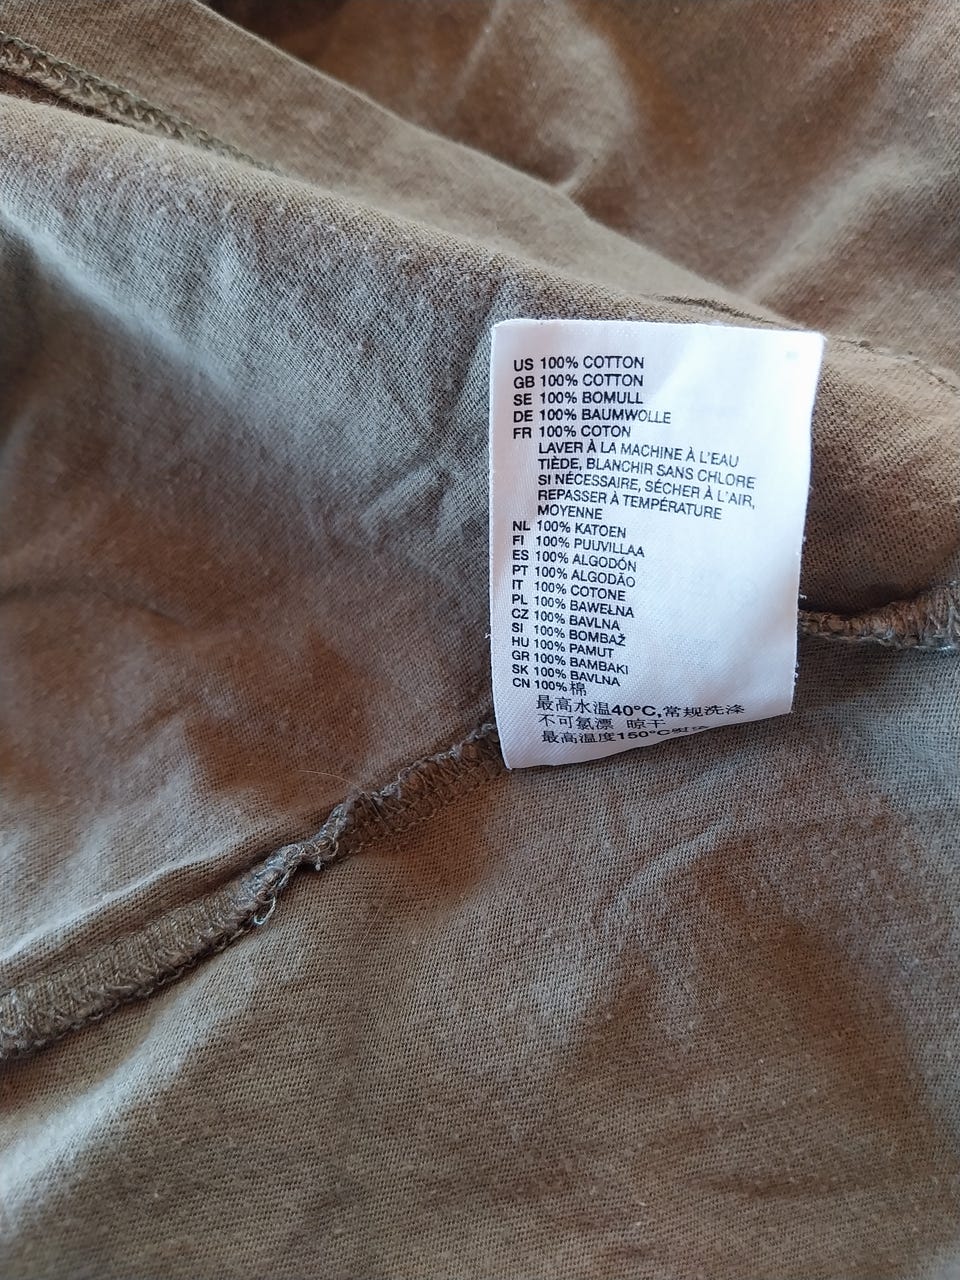 US 100% COTTON
GB 100% COTTON
SE 100% BOMULL
DE 100% BAUMWOLLE
FR 100% COTON
LAVER À LA MACHINE À L'EAU
TIÈDE, BLANCHIR SANS CHLORE
SI NÉCESSAIRE, SÉCHER À L'AIR,
REPASSER À TEMPÉRATURE
MOYENNE
NL 100% KATOEN
FI 100% PUUVILLAA
ES 100% ALGODÓN
PT 100% ALGODÃO
IT 100% COTONE
PL 100% BAWEŁNA
CZ 100% BAVLNA
SI 100% BOMBAŽ
HU 100% PAMUT
GR 100% BAMBAKI
SK 100% BAVLNA
CN 100%棉
最高水温40°C,常规洗涤
不可氯漂 晾干
最高温度150°C